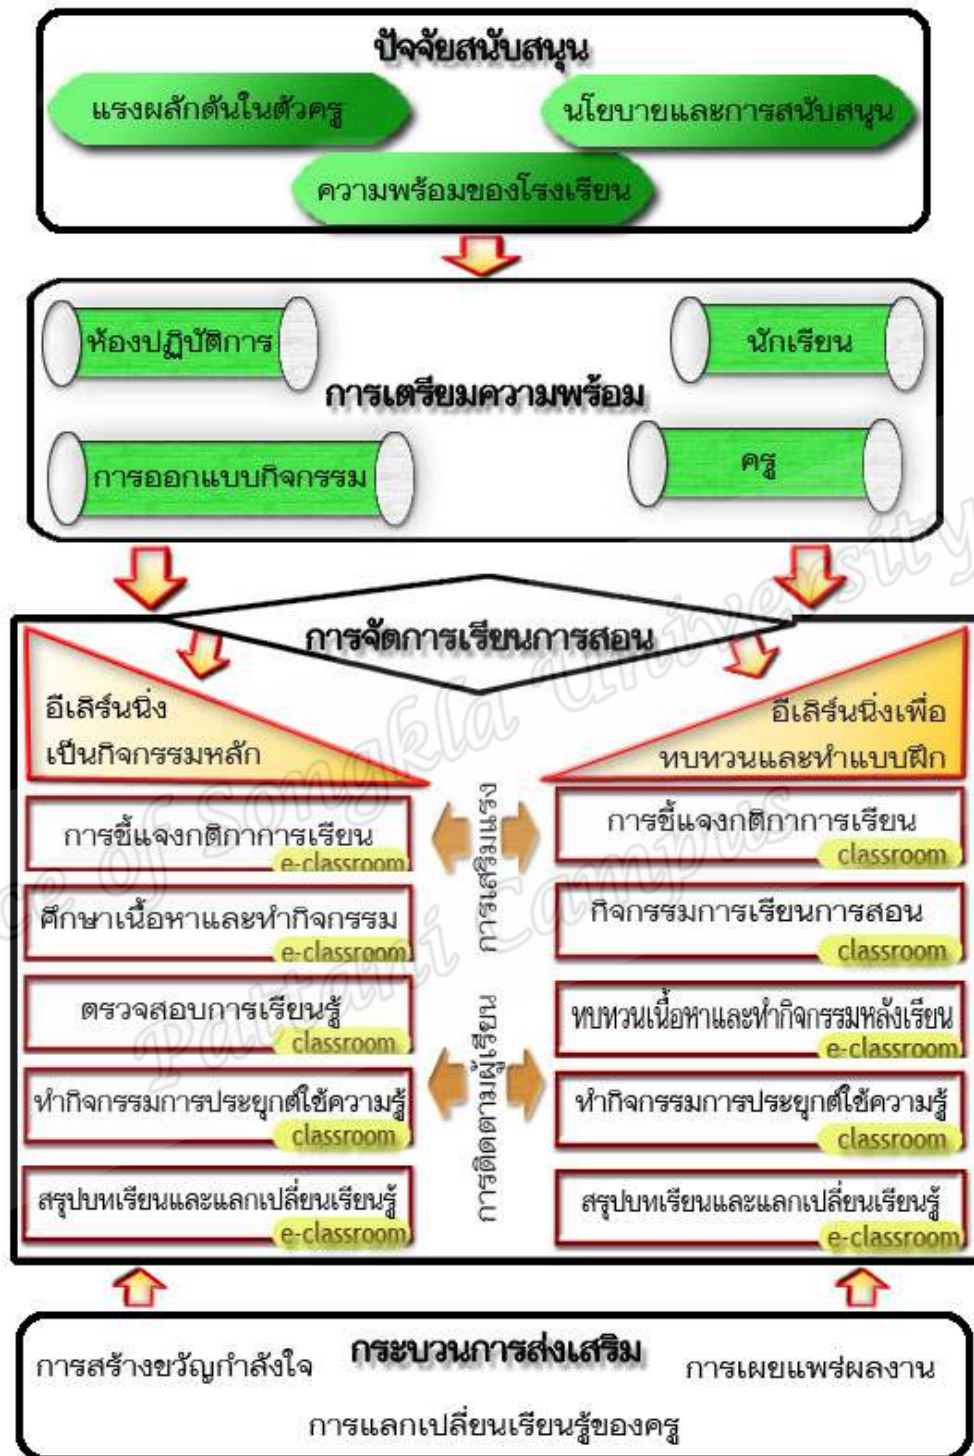 ปัจจัยสนับสนุน
แรงผลักดันในตัวครู
นโยบายและการสนับสนุน
ความพร้อมของโรงเรียน
ห้องปฏิบัติการ
นักเรียน
การเตรียมความพร้อม
การออกแบบกิจกรรม
ครู
การจัดการเรียนการสอน
อีเลิร์นนิ่ง
เป็นกิจกรรมหลัก
อีเลิร์นนิ่งเพื่อ
ทบทวนและทำแบบฝึก
การชี้แจงกติกาการเรียน
e-classroom
ศึกษาเนื้อหาและทำกิจกรรม
e-classroom
ตรวจสอบการเรียนรู้
classroom
ทำกิจกรรมการประยุกต์ใช้ความรู้
classroom
สรุปบทเรียนและแลกเปลี่ยนเรียนรู้
e-classroom
การเสริมแรง
การติดตามผู้เรียน
การชี้แจงกติกาการเรียน
classroom
กิจกรรมการเรียนการสอน
classroom
ทบทวนเนื้อหาและทำกิจกรรมหลังเรียน
e-classroom
ทำกิจกรรมการประยุกต์ใช้ความรู้
classroom
สรุปบทเรียนและแลกเปลี่ยนเรียนรู้
e-classroom
กระบวนการส่งเสริม
การสร้างขวัญกำลังใจ
การเผยแพร่ผลงาน
การแลกเปลี่ยนเรียนรู้ของครู
ce of Songkla University
Pattani Campus